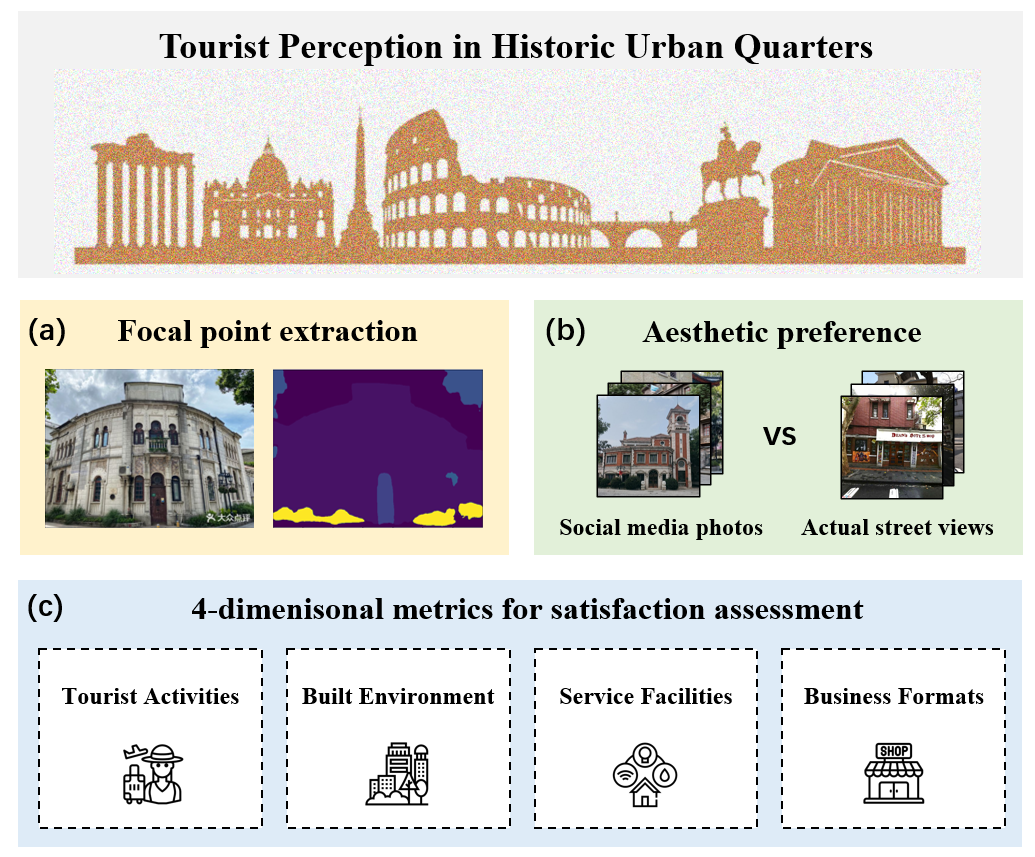 Tourist Perception in Historic Urban Quarters
(a) Focal point extraction
大众点评
(b) Aesthetic preference
VS
Social media photos
Actual street views
(c) 4-dimenisonal metrics for satisfaction assessment
Tourist Activities
Built Environment
Service Facilities
Business Formats
SHOP